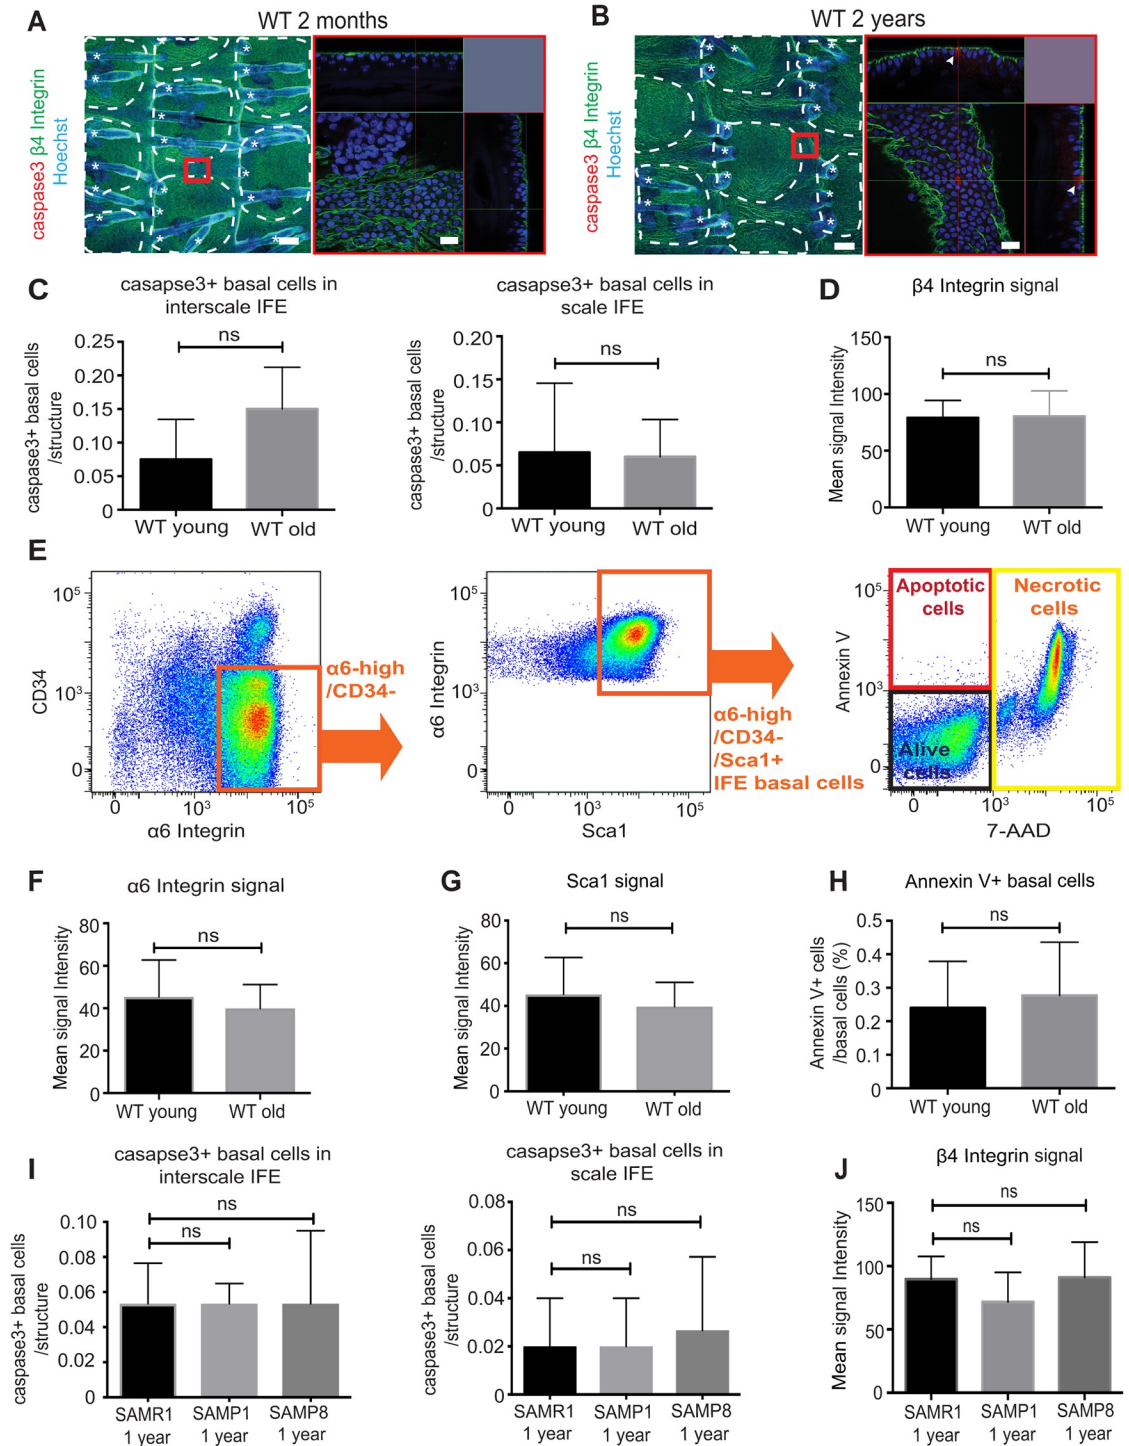 A
WT 2 months
caspase3 β4 Integrin
Hoechst
* * * * * * * * * * * * * * * * *
B
WT 2 years
caspase3 β4 Integrin
Hoechst
* * * * * * * * * * * * * * * * *
C
casapse3+ basal cells in
interscale IFE
caspase3+ basal cells
/structure
ns
0.25
0.20
0.15
0.10
0.05
0
WT young
WT old
casapse3+ basal cells in
scale IFE
caspase3+ basal cells
/structure
ns
0.20
0.15
0.10
0.05
0
WT young
WT old
D
β4 Integrin signal
Mean signal Intensity
ns
150
100
50
0
WT young
WT old
E
CD34
10⁵
10³
0
0
10³
10⁵
α6 Integrin
α6-high
/CD34-
α6 Integrin
10⁵
10³
0
0
10³
10⁵
Sca1
α6-high
/CD34-
/Sca1+
IFE basal cells
Annexin V
10⁵
10³
0
Apoptotic
cells
Necrotic
cells
Alive
cells
0
10³
10⁵
7-AAD
F
α6 Integrin signal
Mean signal Intensity
ns
80
60
40
20
0
WT young
WT old
G
Sca1 signal
Mean signal Intensity
ns
80
60
40
20
0
WT young
WT old
H
Annexin V+ basal cells
Annexin V+ cells
/basal cells (%)
ns
0.5
0.4
0.3
0.2
0.1
0
WT young
WT old
I
casapse3+ basal cells in
interscale IFE
caspase3+ basal cells
/structure
ns
ns
0.10
0.08
0.06
0.04
0.02
0
SAMR1
1 year
SAMP1
1 year
SAMP8
1 year
casapse3+ basal cells in
scale IFE
caspase3+ basal cells
/structure
ns
ns
0.08
0.06
0.04
0.02
0
SAMR1
1 year
SAMP1
1 year
SAMP8
1 year
J
β4 Integrin signal
Mean signal Intensity
ns
ns
150
100
50
0
SAMR1
1 year
SAMP1
1 year
SAMP8
1 year